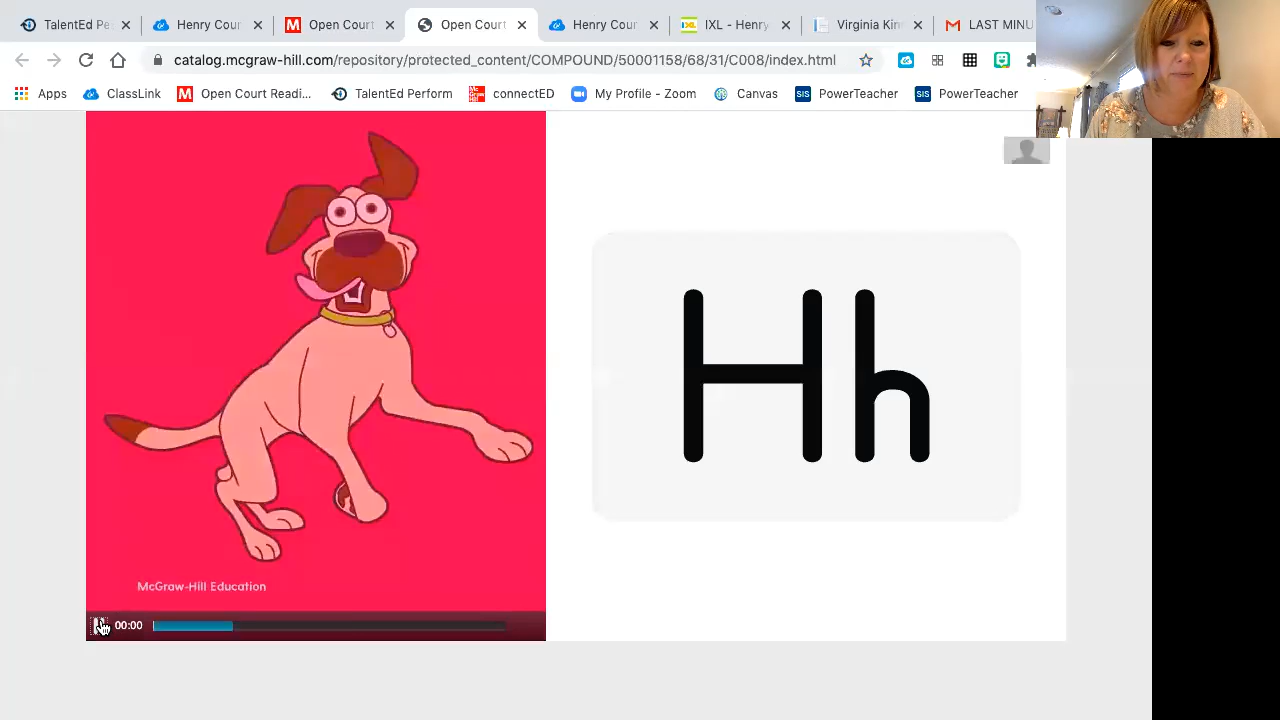 TalentEd Pe
Henry Cour
Open Court
Open Court
Henry Cour
IXL - Henry
Virginia Kin
LAST MINU
catalog.mcgraw-hill.com/repository/protected_content/COMPOUND/50001158/68/31/C008/index.html
Apps
ClassLink
Open Court Readi...
TalentEd Perform
connectED
My Profile - Zoom
Canvas
PowerTeacher
PowerTeacher
Hh
McGraw-Hill Education
00:00